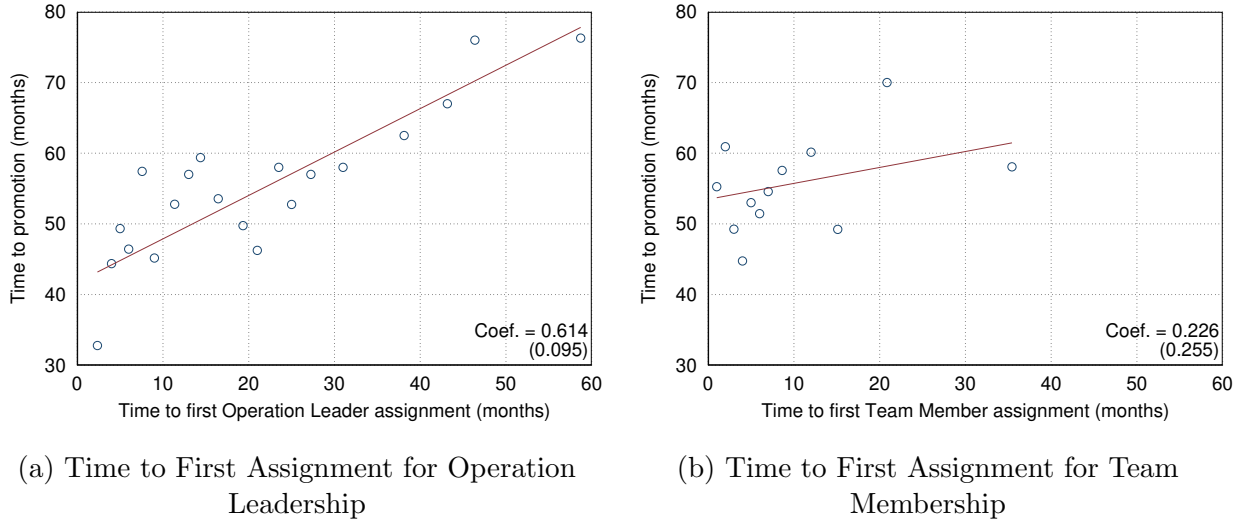 80
70
60
50
40
30
Time to promotion (months)
Coef. = 0.614
(0.095)
0 10 20 30 40 50 60
Time to first Operation Leader assignment (months)
(a) Time to First Assignment for Operation
Leadership
80
70
60
50
40
30
Time to promotion (months)
Coef. = 0.226
(0.255)
0 10 20 30 40 50 60
Time to first Team Member assignment (months)
(b) Time to First Assignment for Team
Membership